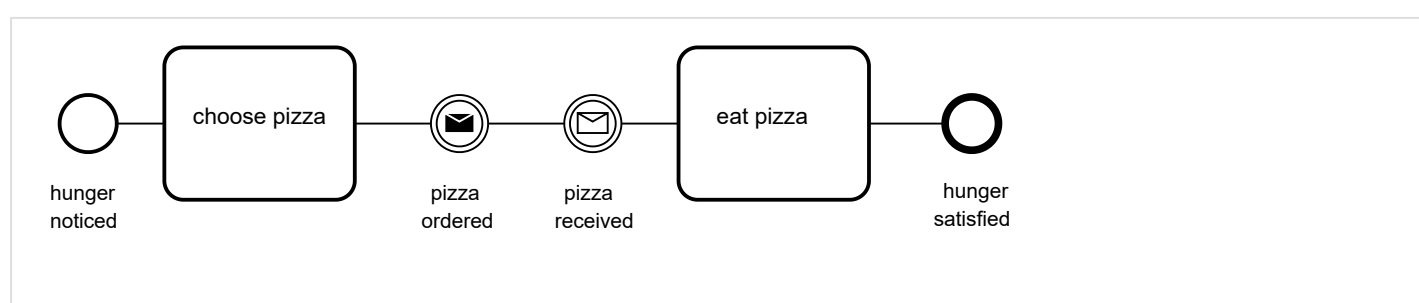 choose pizza
eat pizza
hunger
noticed
pizza
ordered
pizza
received
hunger
satisfied